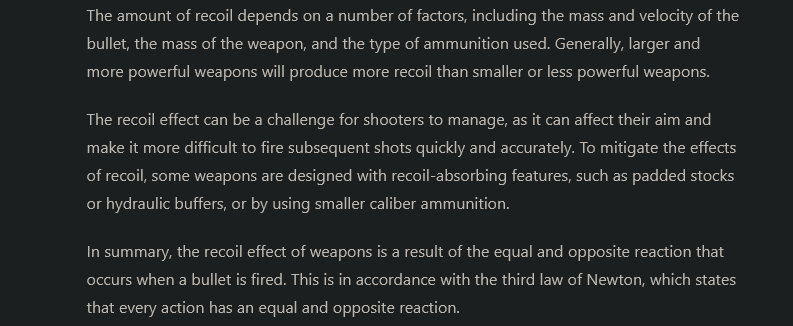 The amount of recoil depends on a number of factors, including the mass and velocity of the
bullet, the mass of the weapon, and the type of ammunition used. Generally, larger and
more powerful weapons will produce more recoil than smaller or less powerful weapons.
The recoil effect can be a challenge for shooters to manage, as it can affect their aim and
make it more difficult to fire subsequent shots quickly and accurately. To mitigate the effects
of recoil, some weapons are designed with recoil-absorbing features, such as padded stocks
or hydraulic buffers, or by using smaller caliber ammunition.
In summary, the recoil effect of weapons is a result of the equal and opposite reaction that
occurs when a bullet is fired. This is in accordance with the third law of Newton, which states
that every action has an equal and opposite reaction.